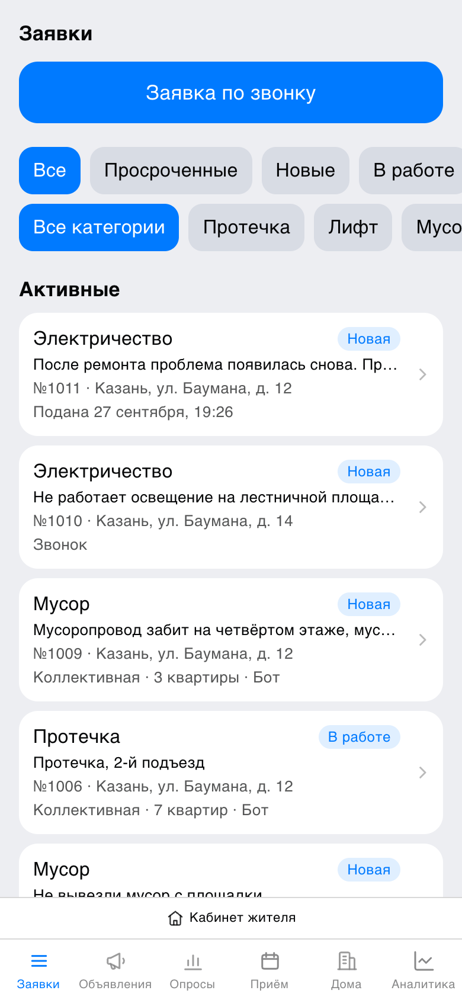 Заявки
Заявка по звонку
Все Просроченные Новые В работе
Все категории Протечка Лифт Мусо
Активные
Электричество Новая
После ремонта проблема появилась снова. Пр…
№1011 · Казань, ул. Баумана, д. 12
Подана 27 сентября, 19:26
Электричество Новая
Не работает освещение на лестничной площа…
№1010 · Казань, ул. Баумана, д. 14
Звонок
Мусор Новая
Мусоропровод забит на четвёртом этаже, мус…
№1009 · Казань, ул. Баумана, д. 12
Коллективная · 3 квартиры · Бот
Протечка В работе
Протечка, 2-й подъезд
№1006 · Казань, ул. Баумана, д. 12
Коллективная · 7 квартир · Бот
Мусор Новая
Не вывезли мусор с площадки
Кабинет жителя
Заявки Объявления Опросы Приём Дома Аналитика